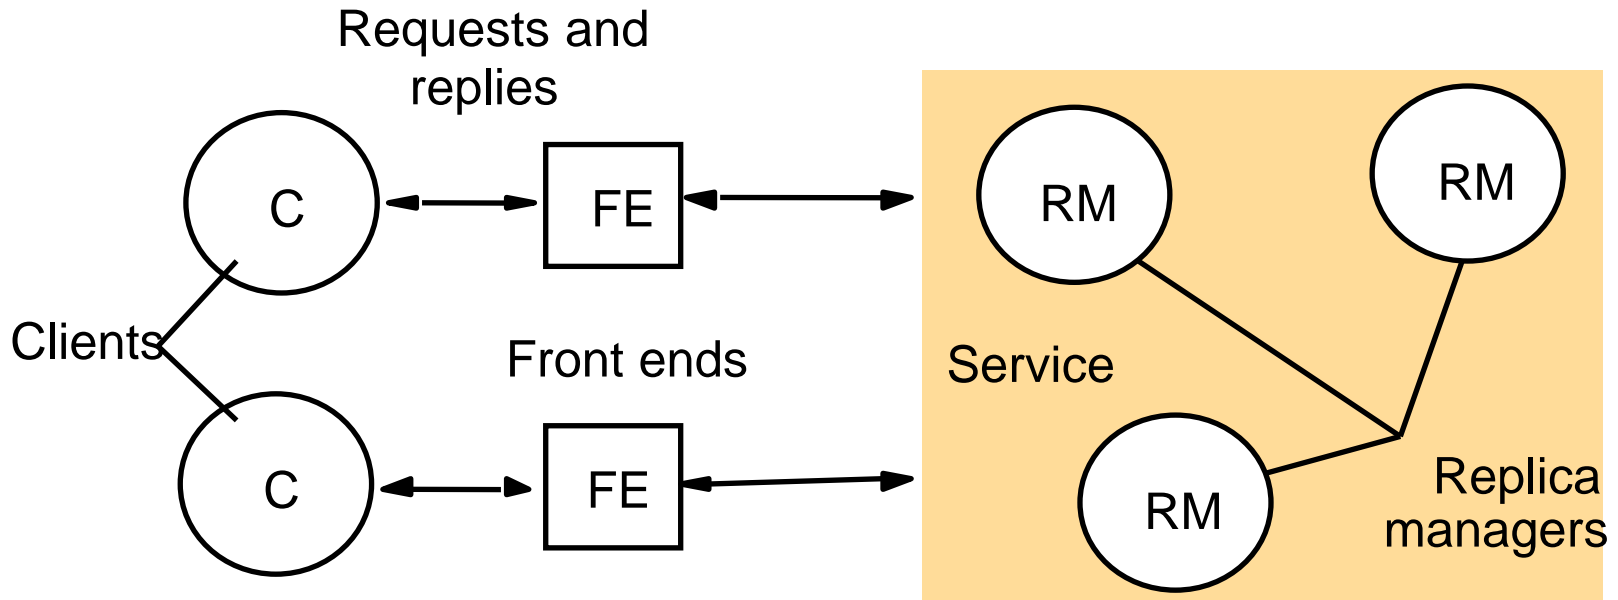 Requests and
replies
C
FE
RM
RM
Clients
Front ends
Service
C
FE
RM
Replica
managers